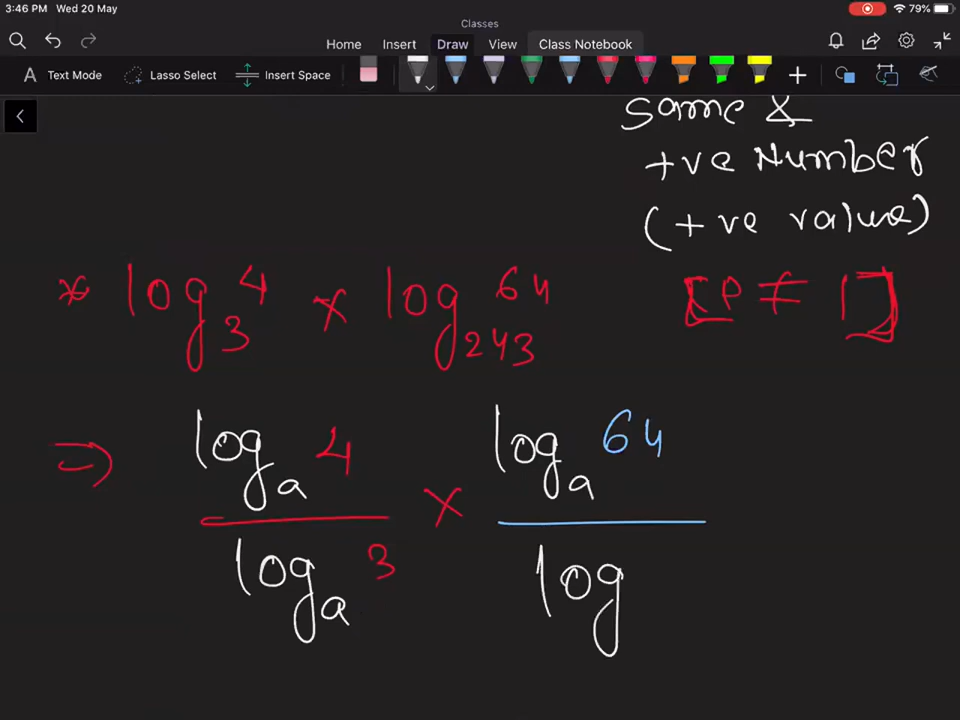 3:46 PM Wed 20 May
79%
Classes
Home Insert Draw View Class Notebook
A Text Mode Lasso Select Insert Space
Same &
+ve Number
(+ve value)
* log₃ 4 × log₂₄₃ 64 [P ≠ 1]
⇒ logₐ 4 × logₐ 64
logₐ 3 log